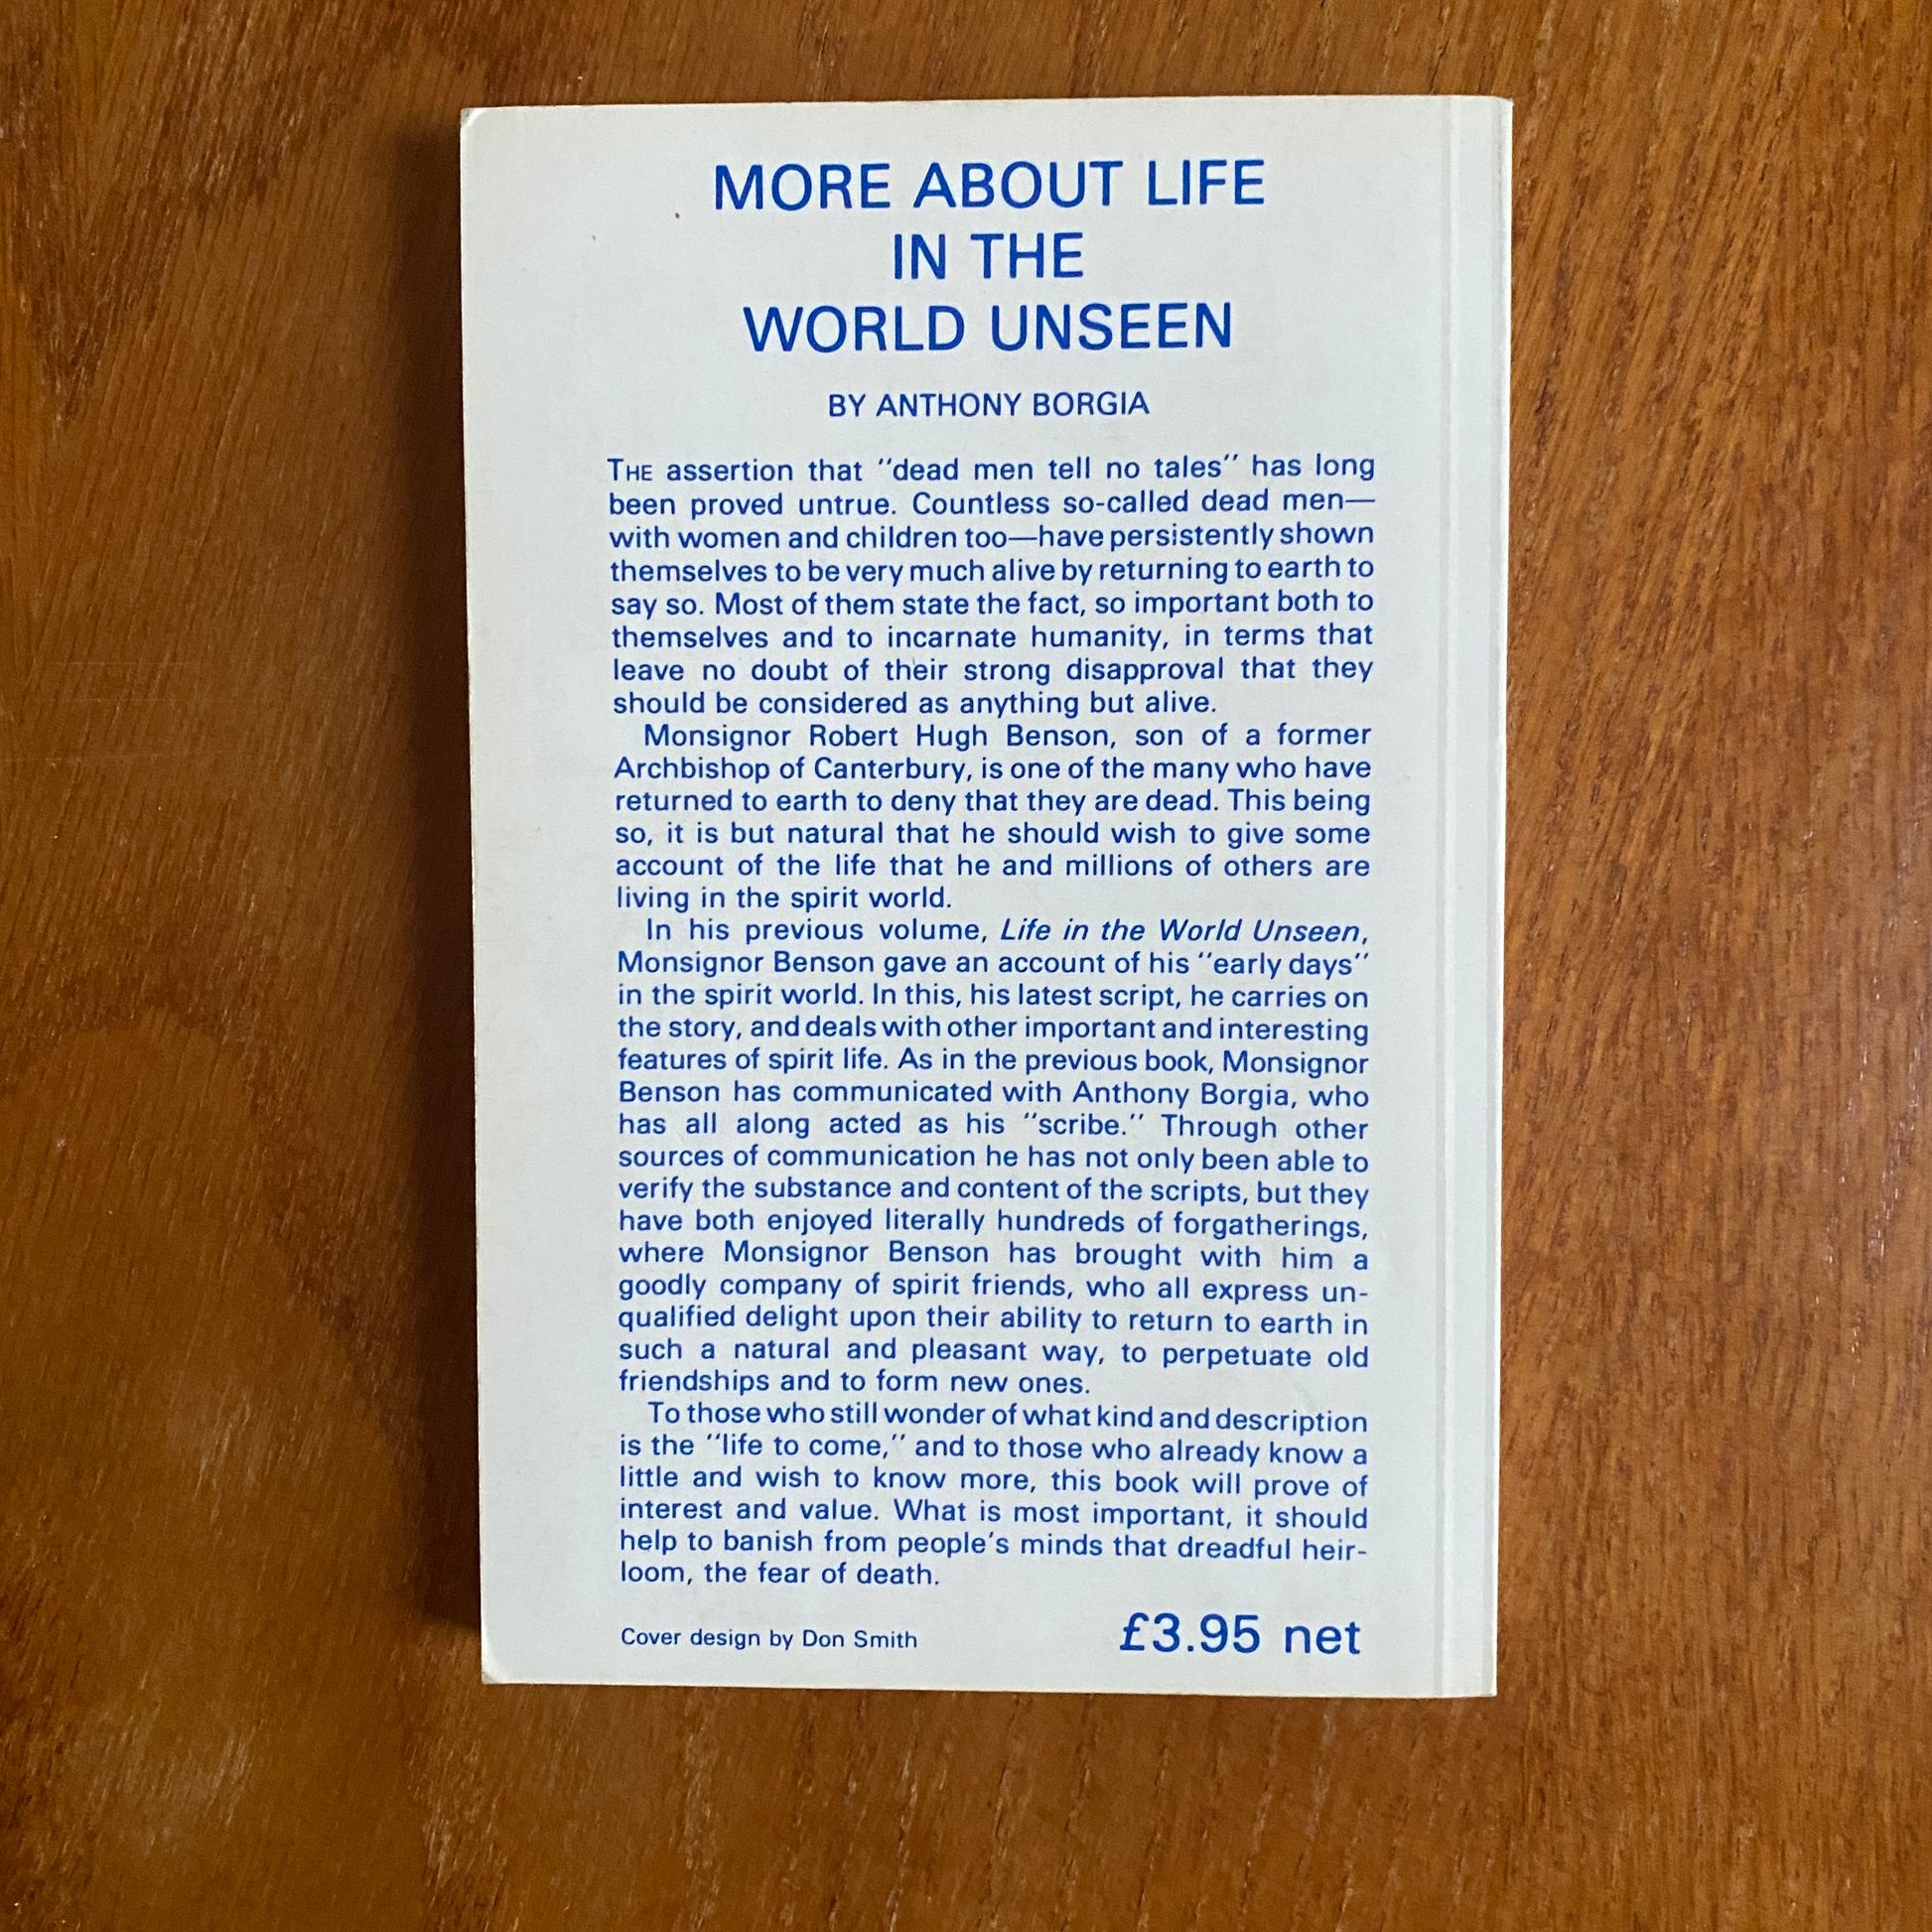 MORE ABOUT LIFE
IN THE
WORLD UNSEEN
BY ANTHONY BORGIA
THE assertion that "dead men tell no tales" has long
been proved untrue. Countless so-called dead men—
with women and children too—have persistently shown
themselves to be very much alive by returning to earth to
say so. Most of them state the fact, so important both to
themselves and to incarnate humanity, in terms that
leave no doubt of their strong disapproval that they
should be considered as anything but alive.
Monsignor Robert Hugh Benson, son of a former
Archbishop of Canterbury, is one of the many who have
returned to earth to deny that they are dead. This being
so, it is but natural that he should wish to give some
account of the life that he and millions of others are
living in the spirit world.
In his previous volume, Life in the World Unseen,
Monsignor Benson gave an account of his "early days"
in the spirit world. In this, his latest script, he carries on
the story, and deals with other important and interesting
features of spirit life. As in the previous book, Monsignor
Benson has communicated with Anthony Borgia, who
has all along acted as his "scribe." Through other
sources of communication he has not only been able to
verify the substance and content of the scripts, but they
have both enjoyed literally hundreds of forgatherings,
where Monsignor Benson has brought with him a
goodly company of spirit friends, who all express un-
qualified delight upon their ability to return to earth in
such a natural and pleasant way, to perpetuate old
friendships and to form new ones.
To those who still wonder of what kind and description
is the "life to come," and to those who already know a
little and wish to know more, this book will prove of
interest and value. What is most important, it should
help to banish from people's minds that dreadful heir-
loom, the fear of death.
Cover design by Don Smith
£3.95 net